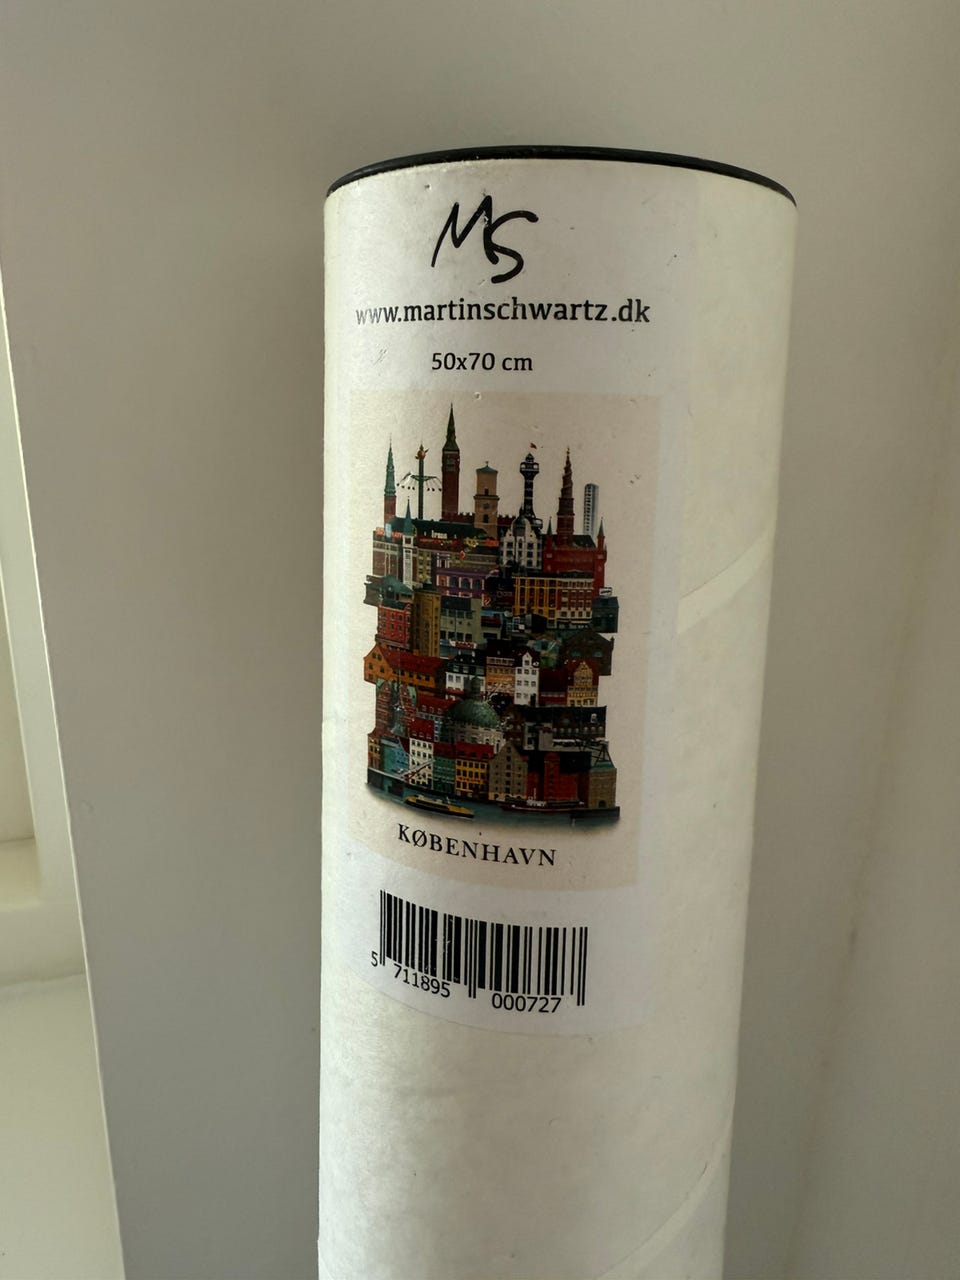 MS
www.martinschwartz.dk
50x70 cm
KØBENHAVN
5 711895 000727